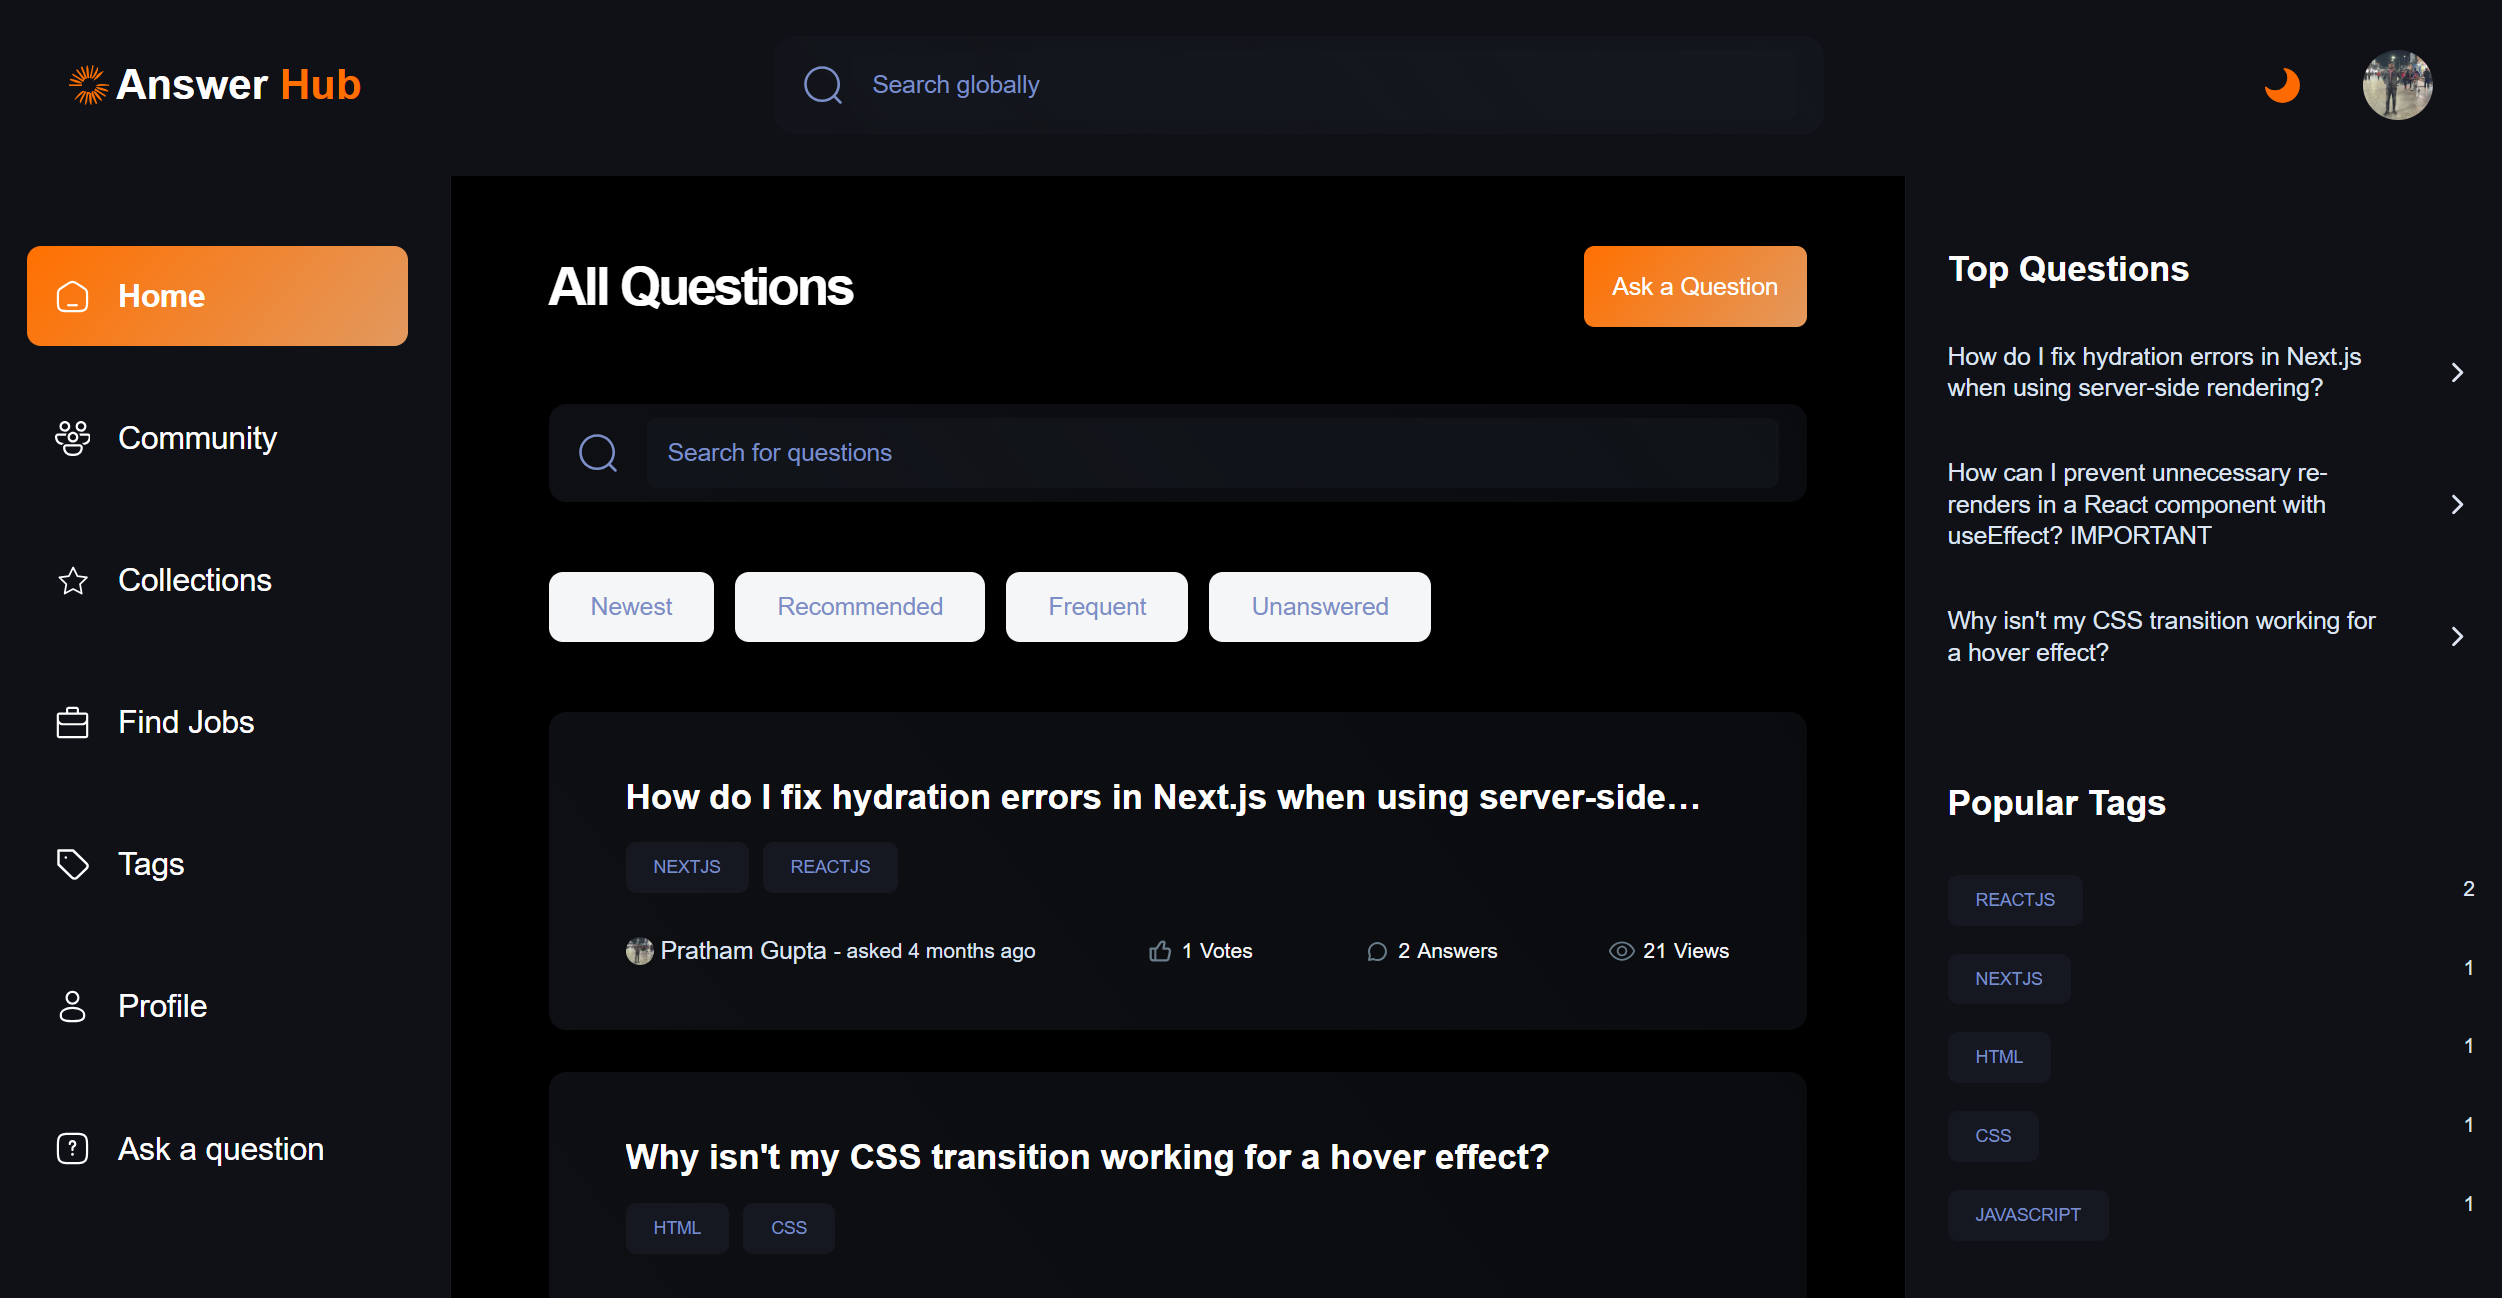 Answer Hub
Search globally
Home
Community
Collections
Find Jobs
Tags
Profile
Ask a question
All Questions
Ask a Question
Search for questions
Newest
Recommended
Frequent
Unanswered
How do I fix hydration errors in Next.js when using server-side...
NEXTJS
REACTJS
Pratham Gupta - asked 4 months ago
1 Votes
2 Answers
21 Views
Why isn't my CSS transition working for a hover effect?
HTML
CSS
Top Questions
How do I fix hydration errors in Next.js
when using server-side rendering?
How can I prevent unnecessary re-
renders in a React component with
useEffect? IMPORTANT
Why isn't my CSS transition working for
a hover effect?
Popular Tags
REACTJS 2
NEXTJS 1
HTML 1
CSS 1
JAVASCRIPT 1